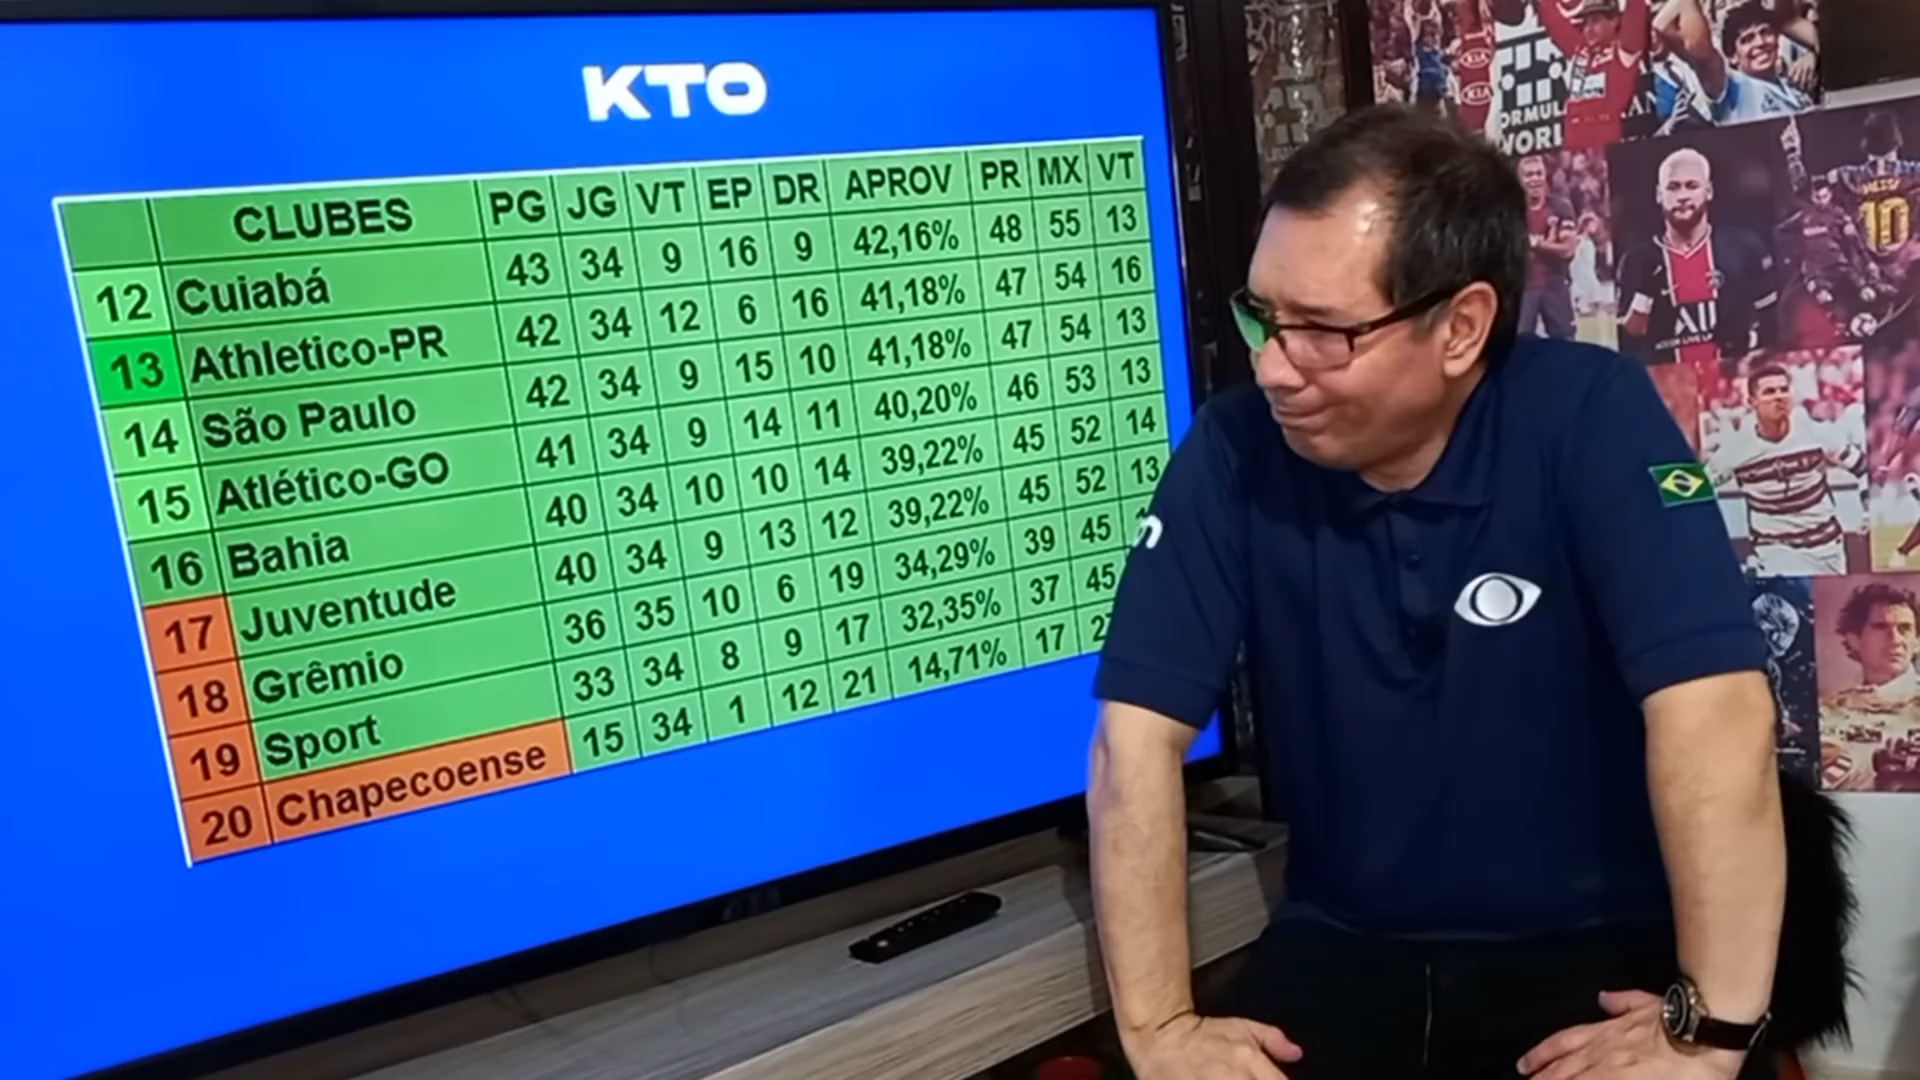 KTO
CLUBES PG JG VT EP DR APROV PR MX VT
12 Cuiabá 43 34 9 16 9 42,16% 48 55 13
13 Athletico-PR 42 34 12 6 16 41,18% 47 54 16
14 São Paulo 42 34 9 15 10 41,18% 47 54 13
15 Atlético-GO 41 34 9 14 11 40,20% 46 53 13
16 Bahia 40 34 10 10 14 39,22% 45 52 14
17 Juventude 40 34 9 13 12 39,22% 45 52 13
18 Grêmio 36 35 10 6 19 34,29% 39 45
19 Sport 33 34 8 9 17 32,35% 37 45
20 Chapecoense 15 34 1 12 21 14,71% 17
KIA
KIA
MESSI
10